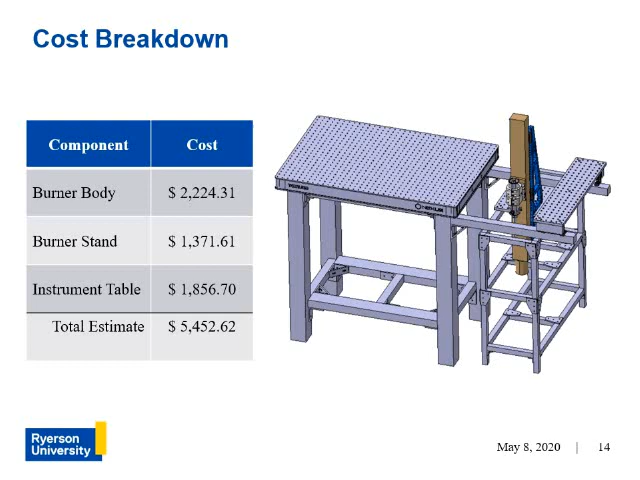 Cost Breakdown
Component Cost
Burner Body $ 2,224.31
Burner Stand $ 1,371.61
Instrument Table $ 1,856.70
Total Estimate $ 5,452.62
Ryerson
University
May 8, 2020 | 14